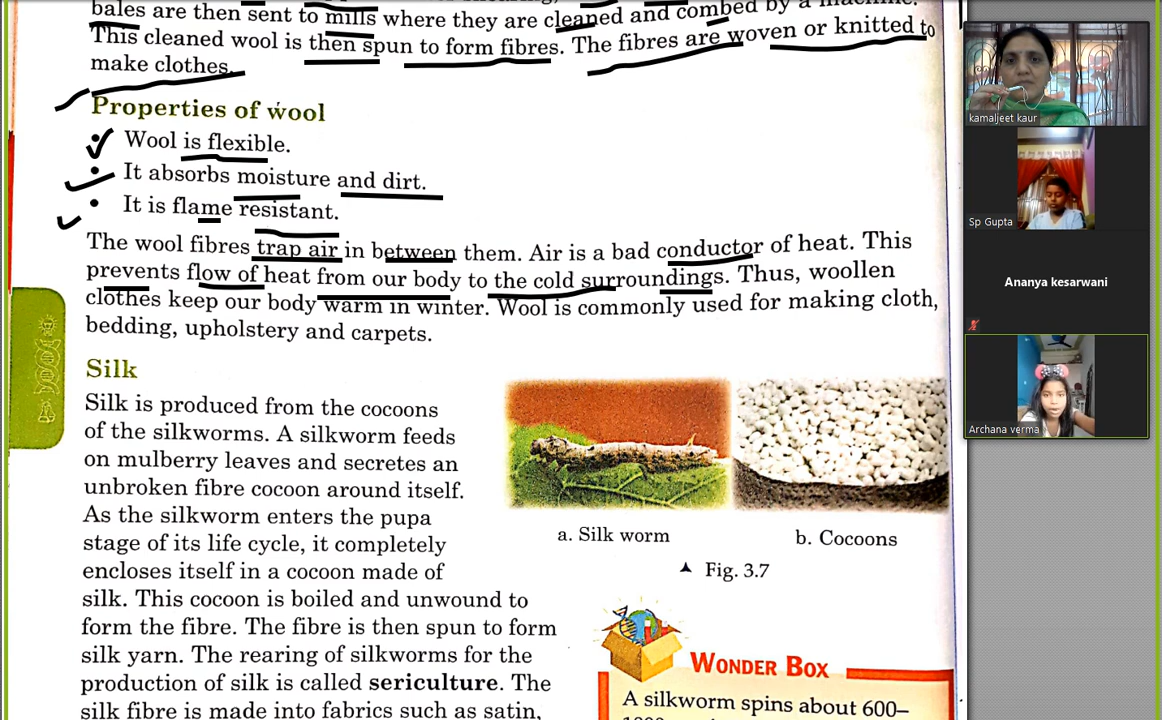 bales are then sent to mills where they are cleaned and combed by a machine.
This cleaned wool is then spun to form fibres. The fibres are woven or knitted to
make clothes.
Properties of wool
• Wool is flexible.
• It absorbs moisture and dirt.
• It is flame resistant.
The wool fibres trap air in between them. Air is a bad conductor of heat. This
prevents flow of heat from our body to the cold surroundings. Thus, woollen
clothes keep our body warm in winter. Wool is commonly used for making cloth,
bedding, upholstery and carpets.
Silk
Silk is produced from the cocoons
of the silkworms. A silkworm feeds
on mulberry leaves and secretes an
unbroken fibre cocoon around itself.
As the silkworm enters the pupa
stage of its life cycle, it completely
encloses itself in a cocoon made of
silk. This cocoon is boiled and unwound to
form the fibre. The fibre is then spun to form
silk yarn. The rearing of silkworms for the
production of silk is called sericulture. The
silk fibre is made into fabrics such as satin,
a. Silk worm
b. Cocoons
Fig. 3.7
WONDER BOX
A silkworm spins about 600–
kamaljeet kaur
Sp Gupta
Ananya kesarwani
Archana verma